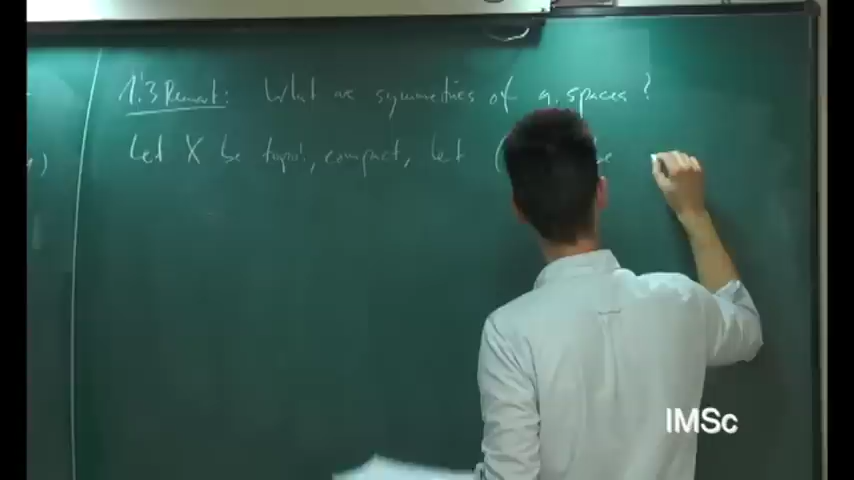 1.3 Remark: What are symmetries of q. spaces?
Let X be topol., compact, let (
)
IMSc